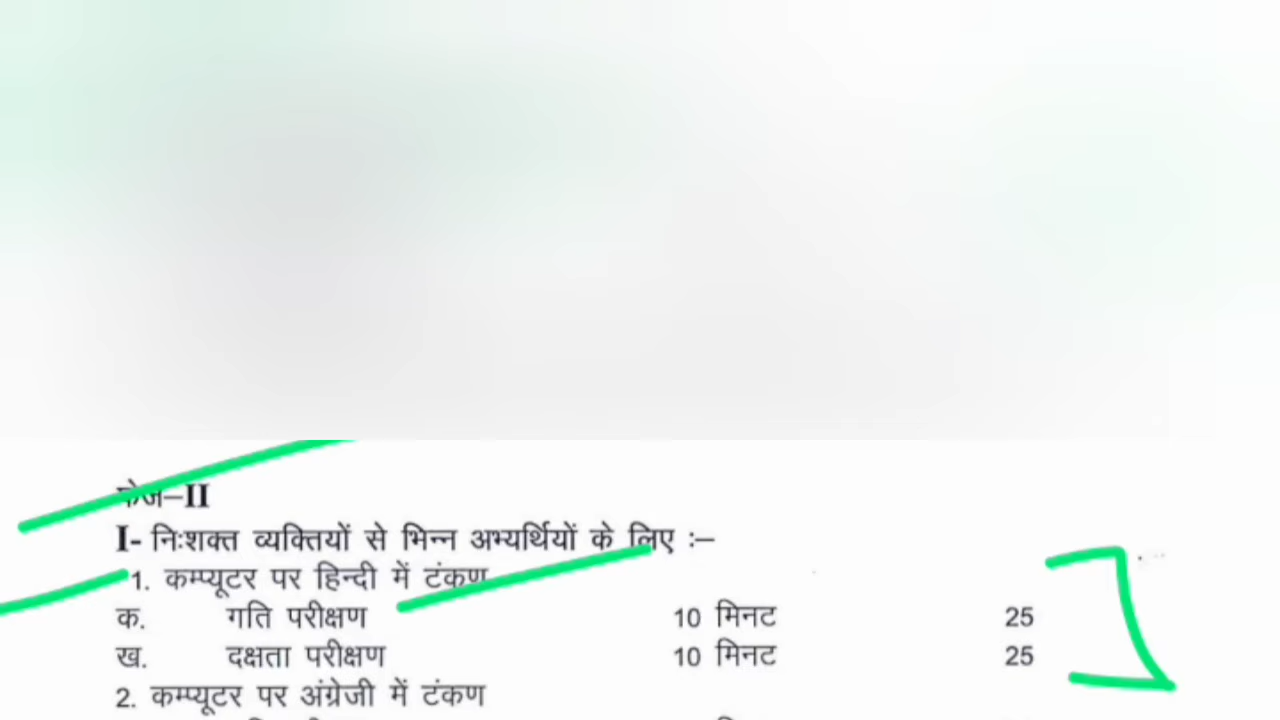 फेज–II
I- निःशक्त व्यक्तियों से भिन्न अभ्यर्थियों के लिए :–
1. कम्प्यूटर पर हिन्दी में टंकण
क. गति परीक्षण 10 मिनट 25
ख. दक्षता परीक्षण 10 मिनट 25
2. कम्प्यूटर पर अंग्रेजी में टंकण